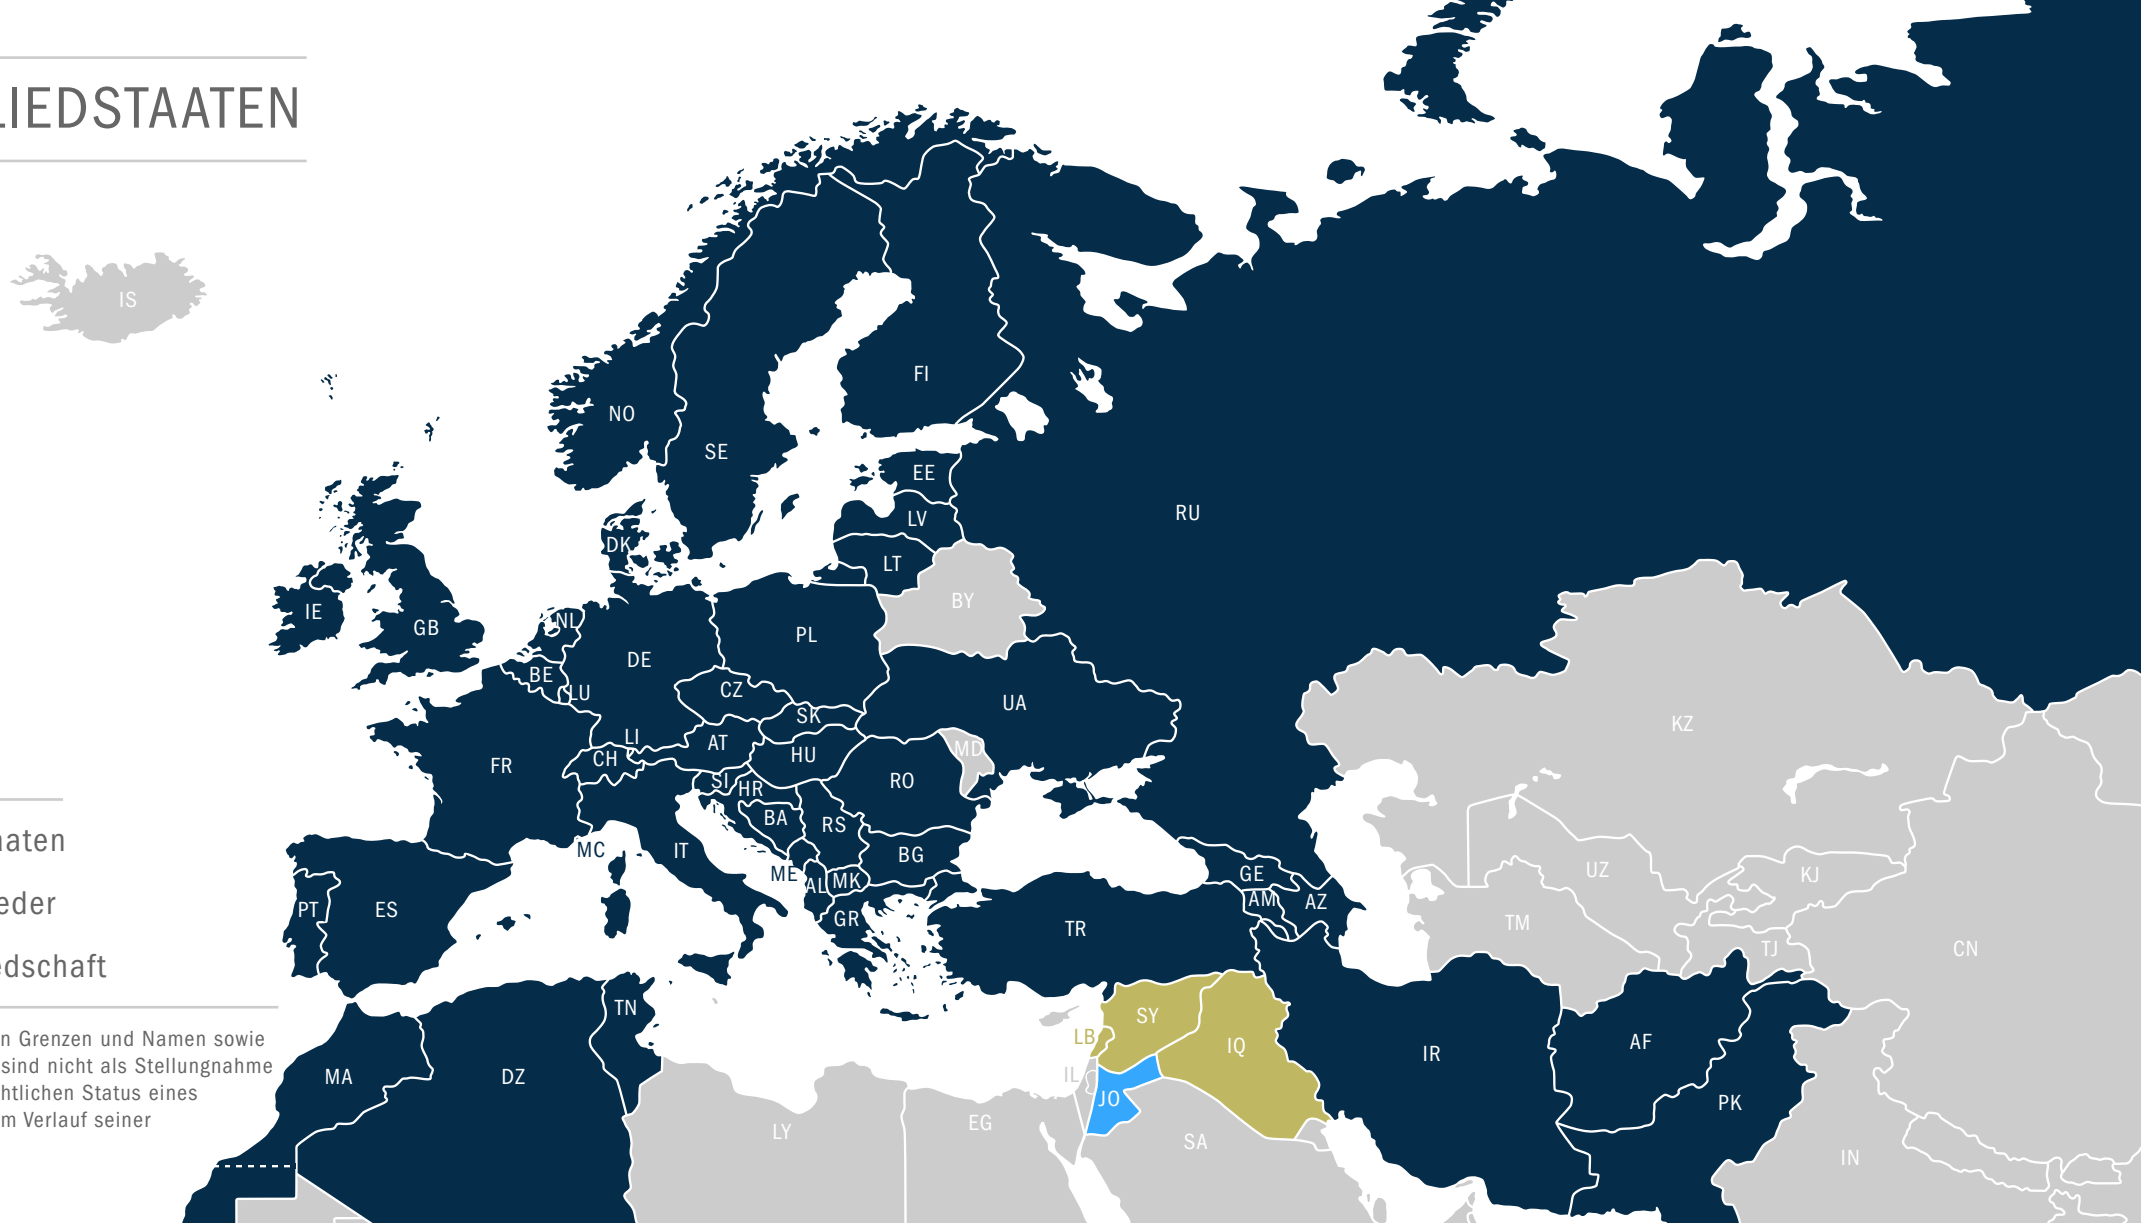 LIEDSTAATEN
IS
FI
NO
SE
EE
RU
LV
DK
LT
BY
IE
GB
NL
PL
DE
BE
LU
CZ
UA
SK
KZ
LI
AT
MD
HU
CH
FR
SI
RO
HR
BA
RS
aaten
MC
IT
BG
UZ
ME
GE
KJ
AL
MK
AM
AZ
eder
PT
ES
GR
TR
TM
TJ
CN
edschaft
TN
SY
n Grenzen und Namen sowie
LB
IQ
AF
IR
sind nicht als Stellungnahme
MA
DZ
IL
htlichen Status eines
JO
PK
m Verlauf seiner
EG
LY
SA
IN